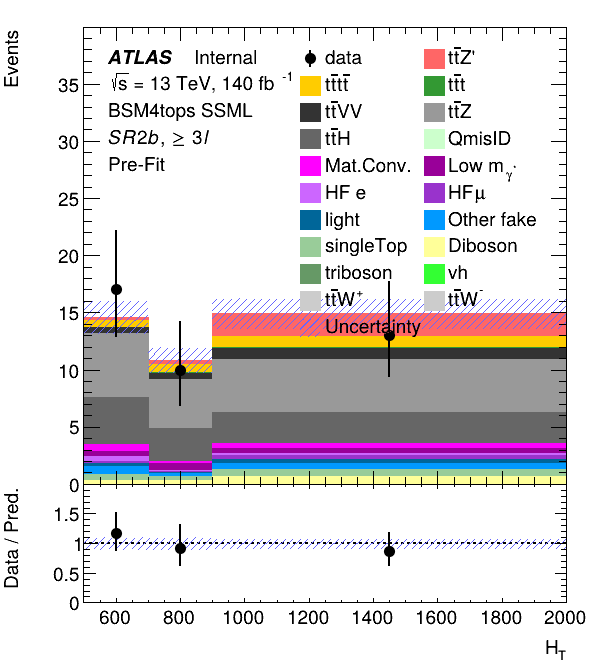 Events
ATLAS Internal
√s = 13 TeV, 140 fb⁻¹
BSM4tops SSML
SR2b, ≥ 3l
Pre-Fit
data tt̄Z'
tt̄tt̄ tt̄t
tt̄VV tt̄Z
tt̄H QmisID
Mat.Conv. Low m_γ*
HF e HFμ
light Other fake
singleTop Diboson
triboson vh
tt̄W⁺ tt̄W⁻
Uncertainty
35
30
25
20
15
10
5
0
Data / Pred.
1.5
1
0.5
0
600 800 1000 1200 1400 1600 1800 2000
H_T